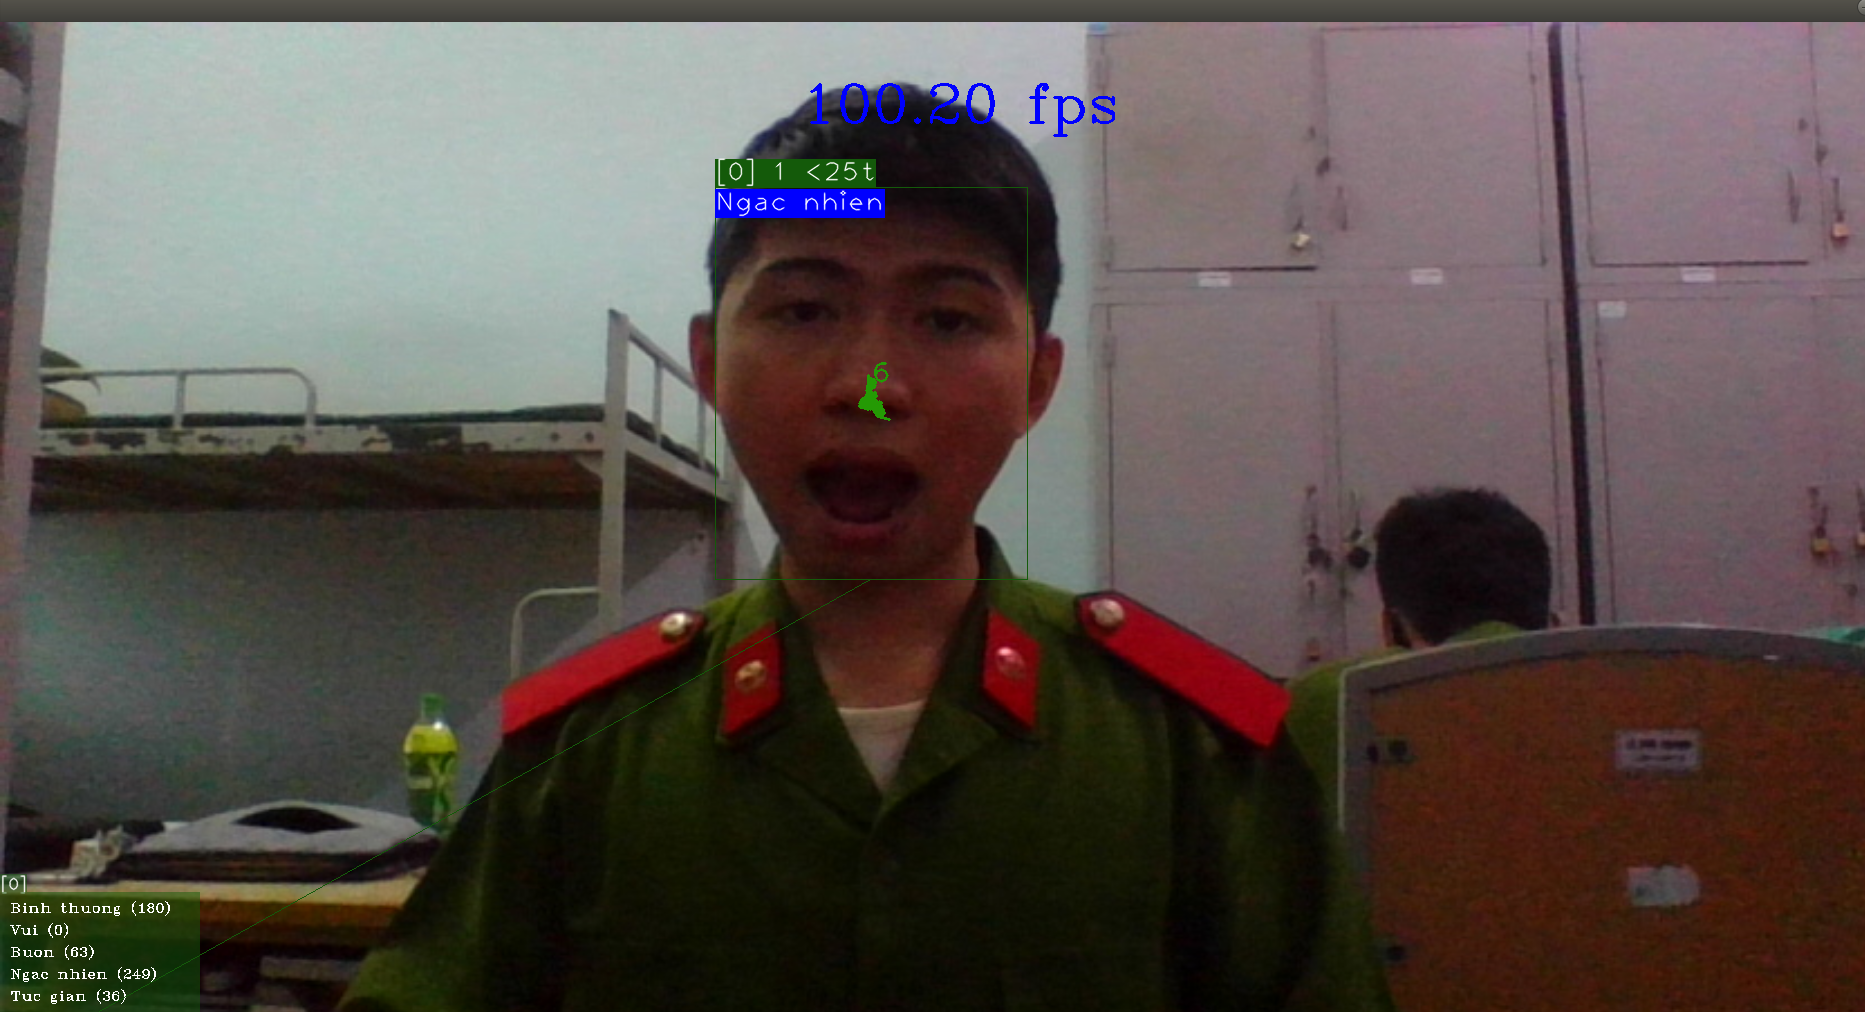 100.20 fps
[0] 1 <25t
Ngac nhien
6
[0]
Binh thuong (180)
Vui (0)
Buon (63)
Ngac nhien (249)
Tuc gian (36)